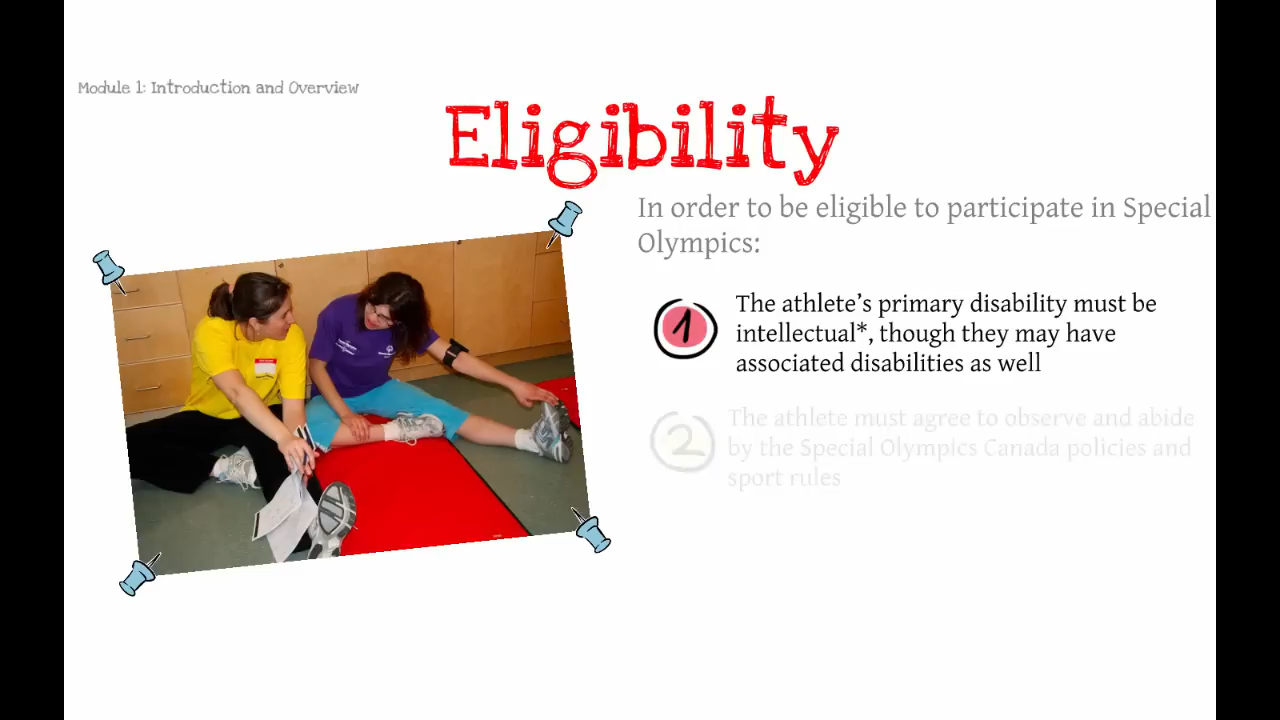 Module 1: Introduction and Overview
Eligibility
In order to be eligible to participate in Special
Olympics:
1
The athlete’s primary disability must be
intellectual*, though they may have
associated disabilities as well
2
The athlete must agree to observe and abide
by the Special Olympics Canada policies and
sport rules